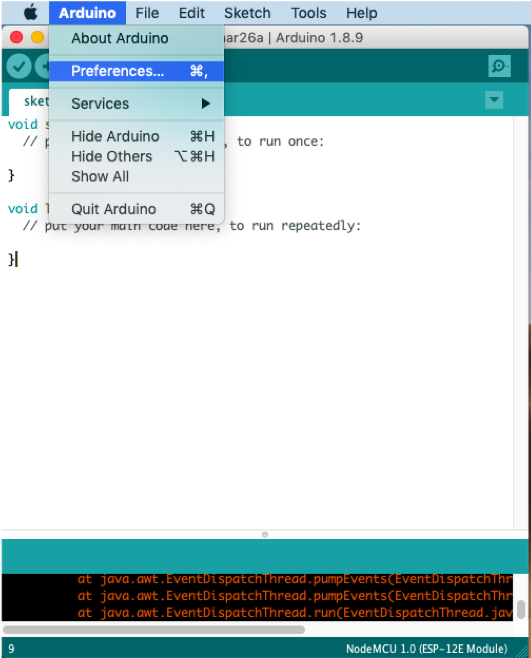 Arduino File Edit Sketch Tools Help
About Arduino
ar26a | Arduino 1.8.9
Preferences... ⌘,
Services ▶
Hide Arduino ⌘H
Hide Others ⌥⌘H
Show All
Quit Arduino ⌘Q
sket
void s
// p , to run once:
}
void l
// put your main code here, to run repeatedly:
}
at java.awt.EventDispatchThread.pumpEvents(EventDispatchThr
at java.awt.EventDispatchThread.pumpEvents(EventDispatchThr
at java.awt.EventDispatchThread.run(EventDispatchThread.jav
9 NodeMCU 1.0 (ESP-12E Module)